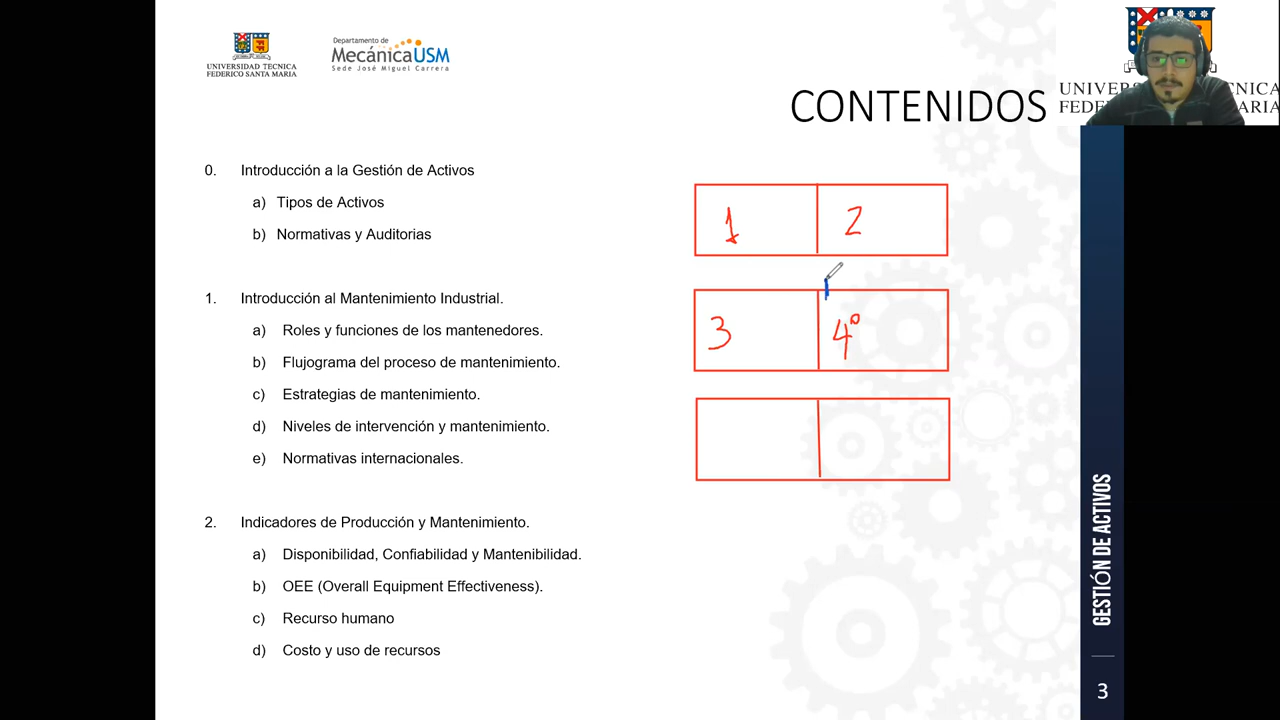 UNIVERSIDAD TECNICA
FEDERICO SANTA MARIA
Departamento de
MecánicaUSM
Sede José Miguel Carrera
CONTENIDOS
0. Introducción a la Gestión de Activos
a) Tipos de Activos
b) Normativas y Auditorias
1. Introducción al Mantenimiento Industrial.
a) Roles y funciones de los mantenedores.
b) Flujograma del proceso de mantenimiento.
c) Estrategias de mantenimiento.
d) Niveles de intervención y mantenimiento.
e) Normativas internacionales.
2. Indicadores de Producción y Mantenimiento.
a) Disponibilidad, Confiabilidad y Mantenibilidad.
b) OEE (Overall Equipment Effectiveness).
c) Recurso humano
d) Costo y uso de recursos
1 2
3 4°
GESTIÓN DE ACTIVOS
3